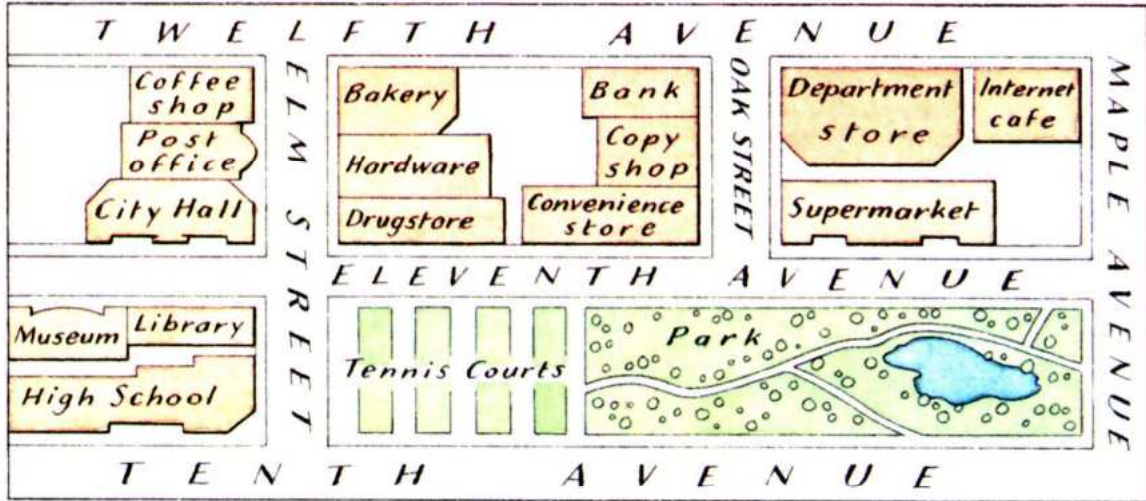 TWELFTH AVENUE
Coffee
shop
Post
office
City Hall
ELM STREET
Bakery
Hardware
Drugstore
Bank
Copy
shop
Convenience
store
OAK STREET
Department
store
Internet
cafe
Supermarket
MAPLE AVENUE
ELEVENTH AVENUE
Museum
Library
High School
Tennis Courts
Park
TENTH AVENUE